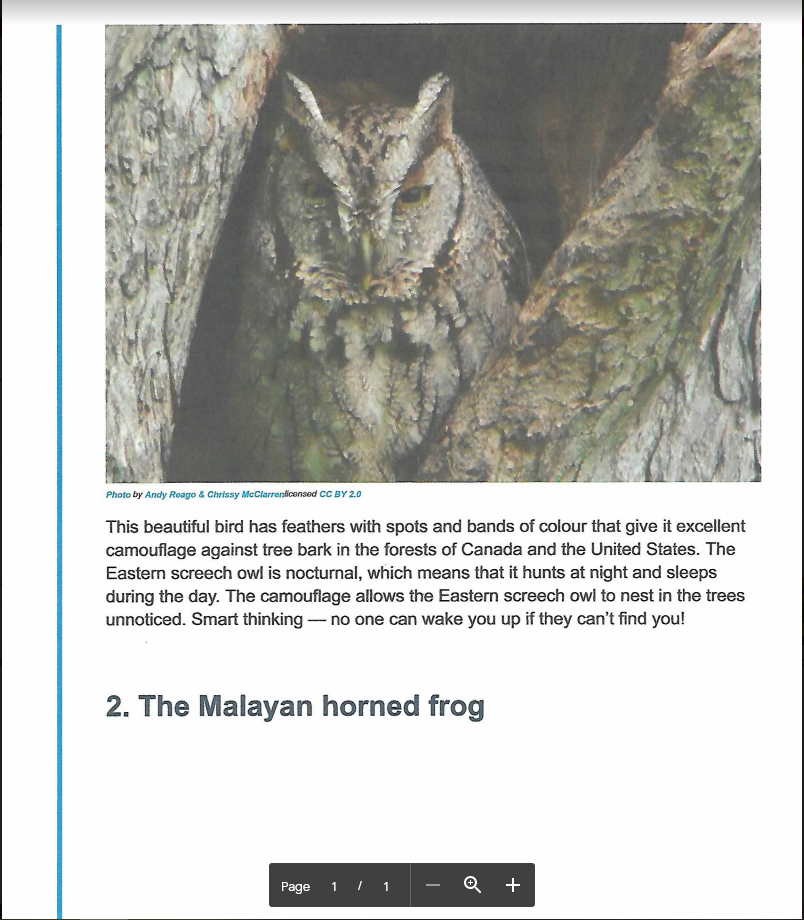 Photo by Andy Reago & Chrissy McClarrenlicensed CC BY 2.0
This beautiful bird has feathers with spots and bands of colour that give it excellent
camouflage against tree bark in the forests of Canada and the United States. The
Eastern screech owl is nocturnal, which means that it hunts at night and sleeps
during the day. The camouflage allows the Eastern screech owl to nest in the trees
unnoticed. Smart thinking — no one can wake you up if they can’t find you!
2. The Malayan horned frog
Page 1 / 1